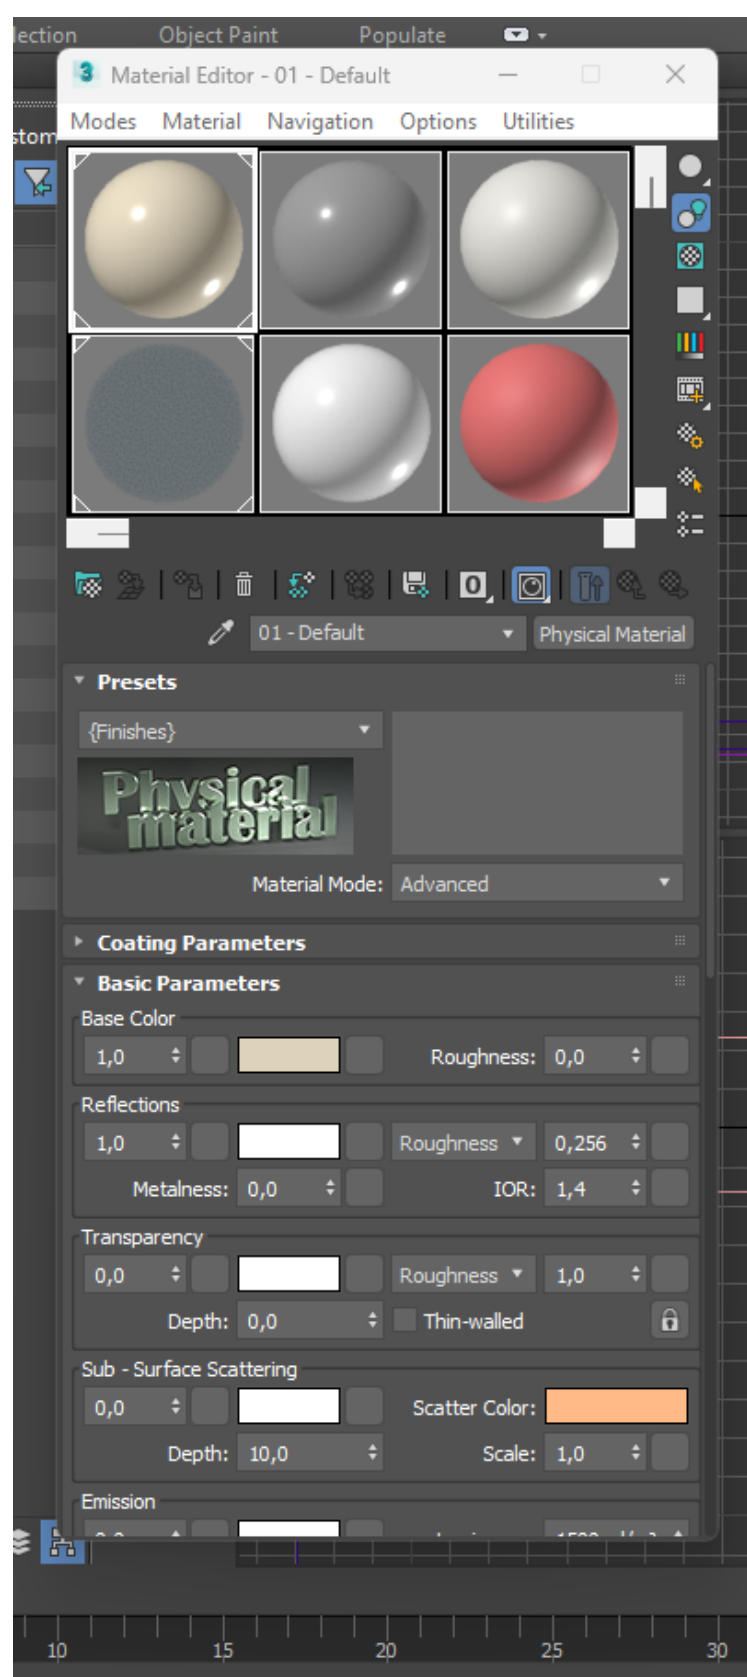 Object Paint Populate
3 Material Editor - 01 - Default
Modes Material Navigation Options Utilities
0
01 - Default Physical Material
Presets
{Finishes}
Physical
material
Material Mode: Advanced
Coating Parameters
Basic Parameters
Base Color
1,0 Roughness: 0,0
Reflections
1,0 Roughness 0,256
Metalness: 0,0 IOR: 1,4
Transparency
0,0 Roughness 1,0
Depth: 0,0 Thin-walled
Sub - Surface Scattering
0,0 Scatter Color:
Depth: 10,0 Scale: 1,0
Emission
10 15 20 25 30